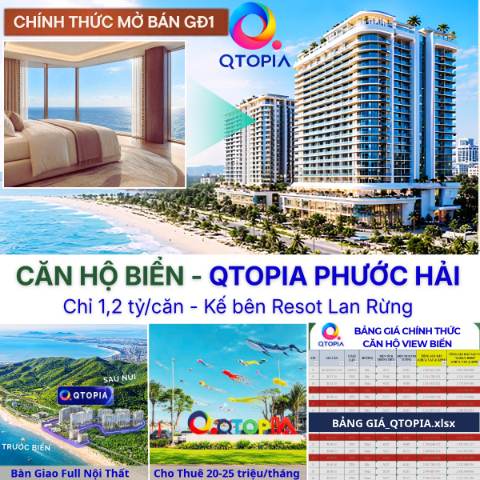 CHÍNH THỨC MỞ BÁN GĐ1
QTOPIA
CĂN HỘ BIỂN - QTOPIA PHƯỚC HẢI
Chỉ 1,2 tỷ/căn - Kế bên Resot Lan Rừng
SAU NÚI
QTOPIA
TRƯỚC BIỂN
Bàn Giao Full Nội Thất
QTOPIA
Cho Thuê 20-25 triệu/tháng
QTOPIA
BẢNG GIÁ CHÍNH THỨC
CĂN HỘ VIEW BIỂN
BẢNG GIÁ_QTOPIA.xlsx